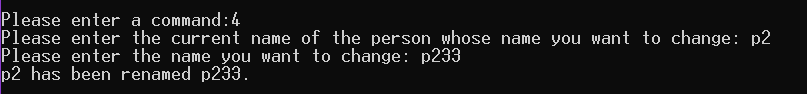 Please enter a command:4
Please enter the current name of the person whose name you want to change: p2
Please enter the name you want to change: p233
p2 has been renamed p233.